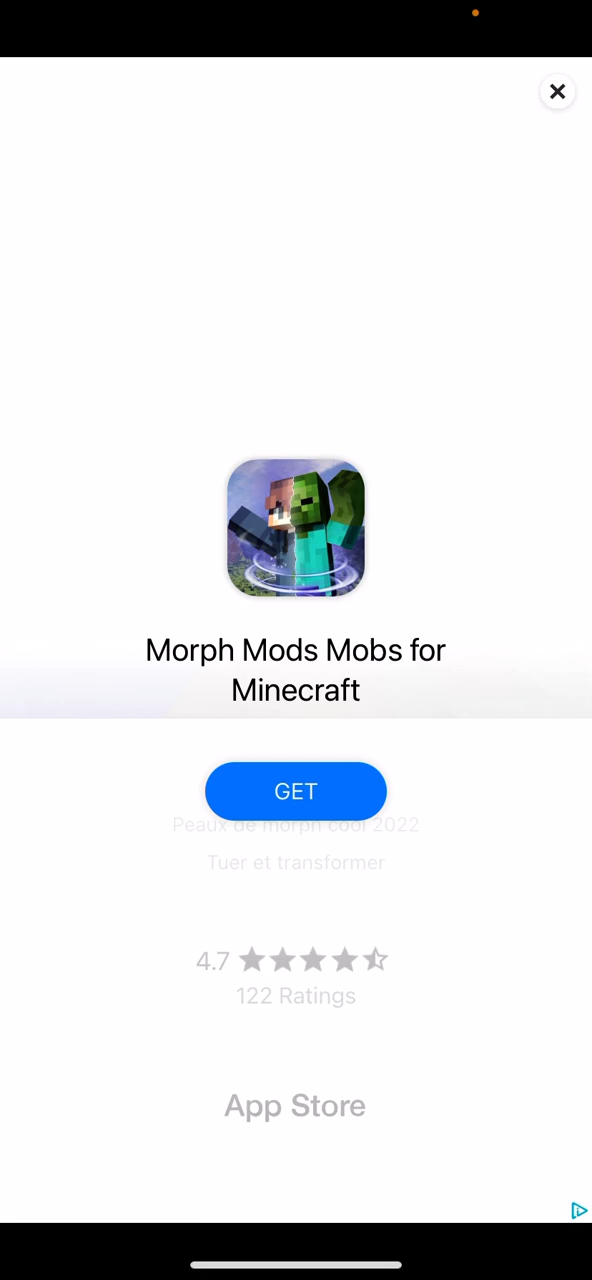 Morph Mods Mobs for
Minecraft
GET
Peaux de morph cool 2022
Tuer et transformer
4.7
122 Ratings
App Store